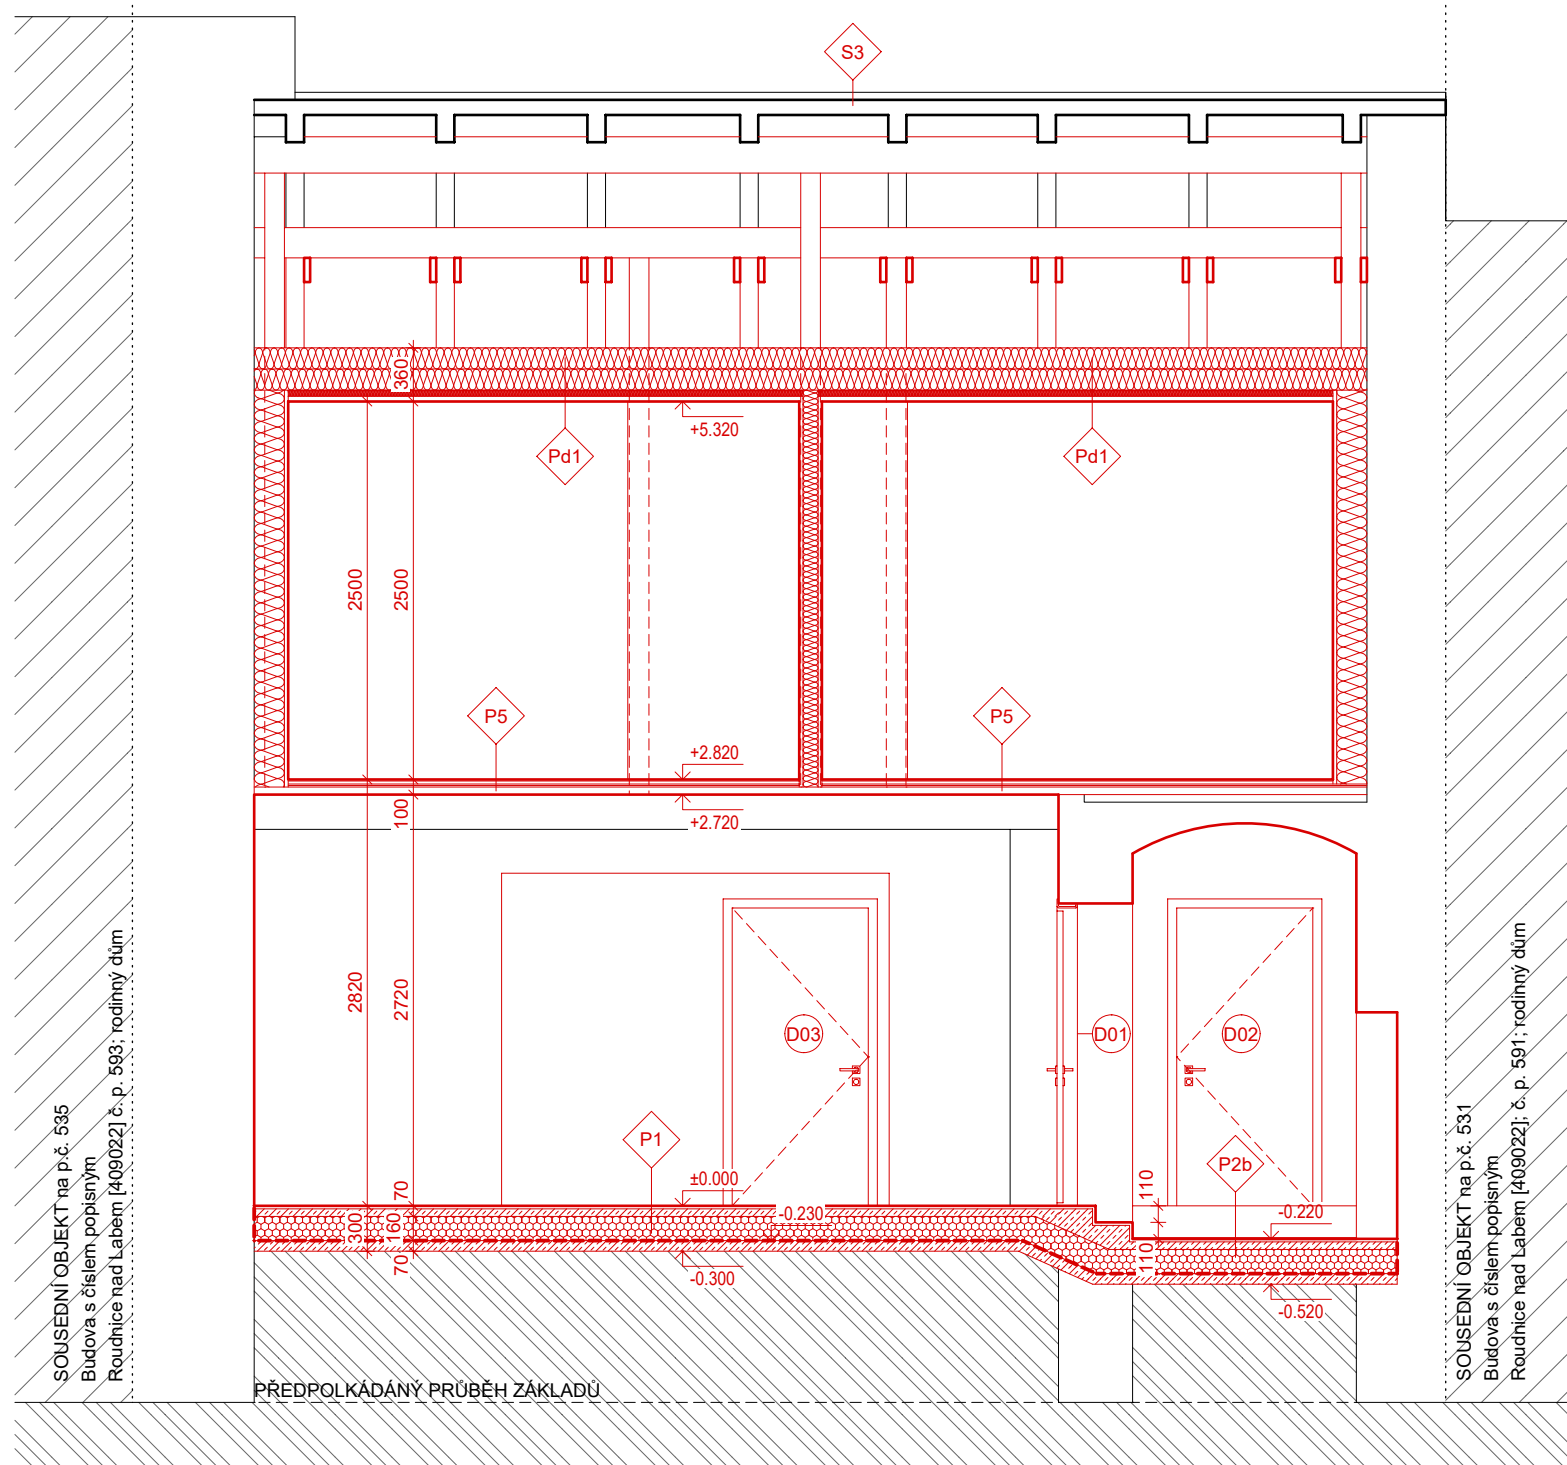 S3
360
+5.320
Pd1
Pd1
2500
2500
P5
P5
+2.820
100
+2.720
2820
2720
D03
D01
D02
P1
P2b
±0.000
70
300
160
70
-0.230
-0.300
110
110
-0.220
-0.520
SOUSEDNÍ OBJEKT na p.č. 535
Budova s číslem popisným
Roudnice nad Labem [409022]; č. p. 593; rodinný dům
SOUSEDNÍ OBJEKT na p.č. 531
Budova s číslem popisným
Roudnice nad Labem [409022]; č. p. 591; rodinný dům
PŘEDPOLKÁDÁNÝ PRŮBĚH ZÁKLADŮ